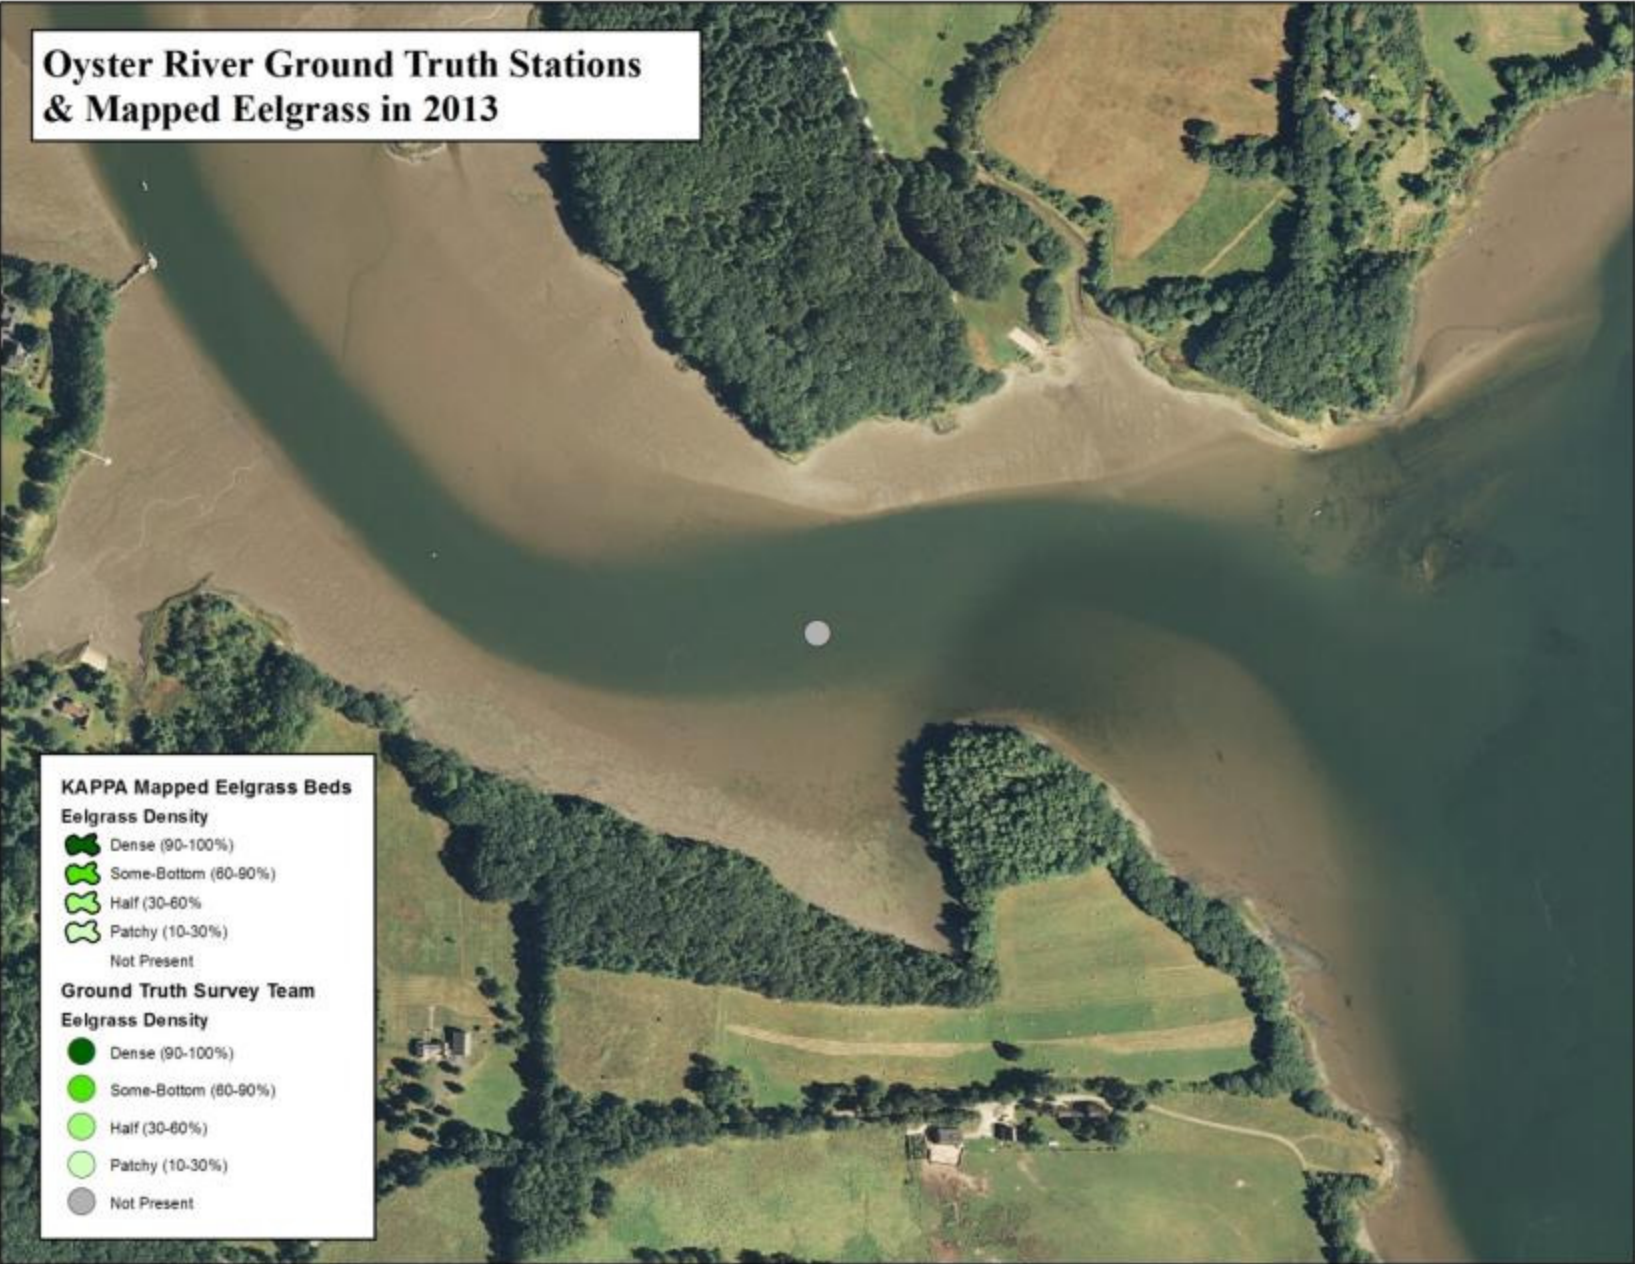 Oyster River Ground Truth Stations
& Mapped Eelgrass in 2013
KAPPA Mapped Eelgrass Beds
Eelgrass Density
Dense (90-100%)
Some-Bottom (60-90%)
Half (30-60%
Patchy (10-30%)
Not Present
Ground Truth Survey Team
Eelgrass Density
Dense (90-100%)
Some-Bottom (60-90%)
Half (30-60%)
Patchy (10-30%)
Not Present